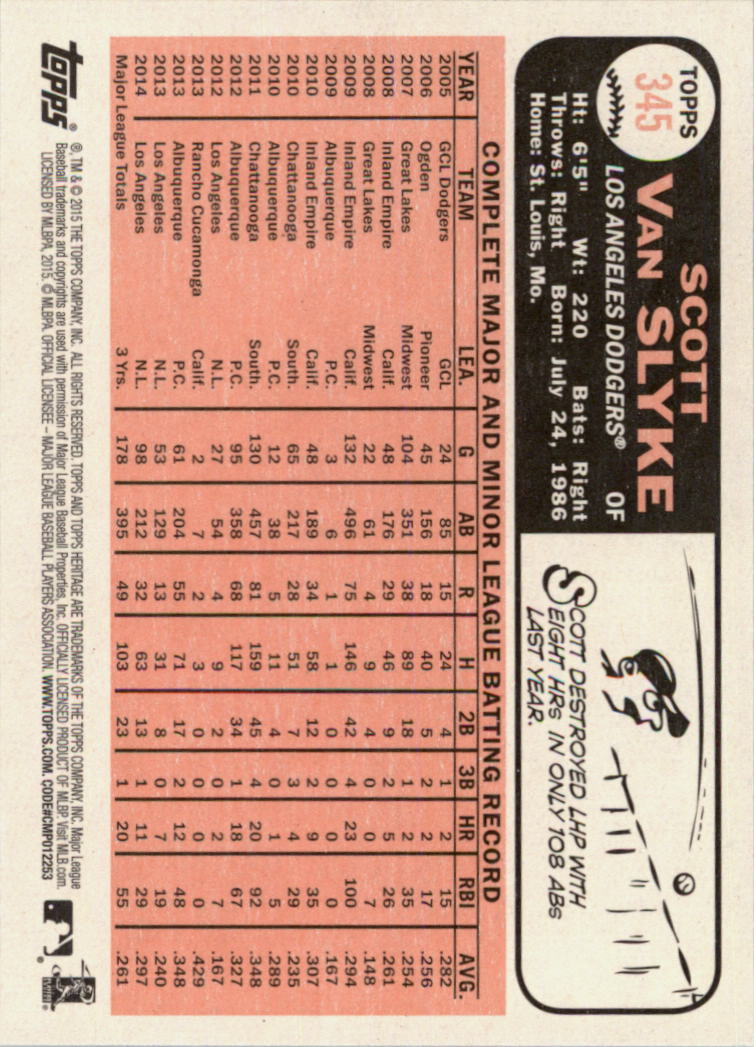 TOPPS
345
SCOTT
VAN SLYKE
LOS ANGELES DODGERS® OF
Ht: 6'5" Wt: 220 Bats: Right
Throws: Right Born: July 24, 1986
Home: St. Louis, Mo.
SCOTT DESTROYED LHP WITH
EIGHT HRs IN ONLY 108 ABs
LAST YEAR.
COMPLETE MAJOR AND MINOR LEAGUE BATTING RECORD
YEAR TEAM LEA. G AB R H 2B 3B HR RBI AVG.
2005 GCL Dodgers GCL 24 85 15 24 4 1 2 15 .282
2006 Ogden Pioneer 45 156 18 40 5 2 2 17 .256
2007 Great Lakes Midwest 104 351 38 89 18 1 2 35 .254
2008 Inland Empire Calif. 48 176 29 46 9 2 5 26 .261
2008 Great Lakes Midwest 22 61 4 9 4 0 0 7 .148
2009 Inland Empire Calif. 132 496 75 146 42 4 23 100 .294
2009 Albuquerque P.C. 3 6 1 1 0 0 0 0 .167
2010 Inland Empire Calif. 48 189 34 58 12 2 9 35 .307
2010 Chattanooga South. 65 217 28 51 7 3 4 29 .235
2010 Albuquerque P.C. 12 38 5 11 4 0 1 5 .289
2011 Chattanooga South. 130 457 81 159 45 4 20 92 .348
2012 Albuquerque P.C. 95 358 68 117 34 1 18 67 .327
2012 Los Angeles N.L. 27 54 4 9 2 0 2 7 .167
2013 Rancho Cucamonga Calif. 2 7 2 3 0 0 0 0 .429
2013 Albuquerque P.C. 61 204 55 71 17 2 12 48 .348
2013 Los Angeles N.L. 53 129 13 31 8 0 7 19 .240
2014 Los Angeles N.L. 98 212 32 63 13 1 11 29 .297
Major League Totals 3 Yrs. 178 395 49 103 23 1 20 55 .261
topps®
®, TM & © 2015 THE TOPPS COMPANY, INC. ALL RIGHTS RESERVED. TOPPS AND TOPPS HERITAGE ARE TRADEMARKS OF THE TOPPS COMPANY, INC. Major League
Baseball trademarks and copyrights are used with permission of Major League Baseball Properties, Inc. OFFICIALLY LICENSED PRODUCT OF MLBP. Visit MLB.com.
LICENSED BY MLBPA, 2015. © MLBPA. OFFICIAL LICENSEE – MAJOR LEAGUE BASEBALL PLAYERS ASSOCIATION. WWW.TOPPS.COM. CODE#CMP012253